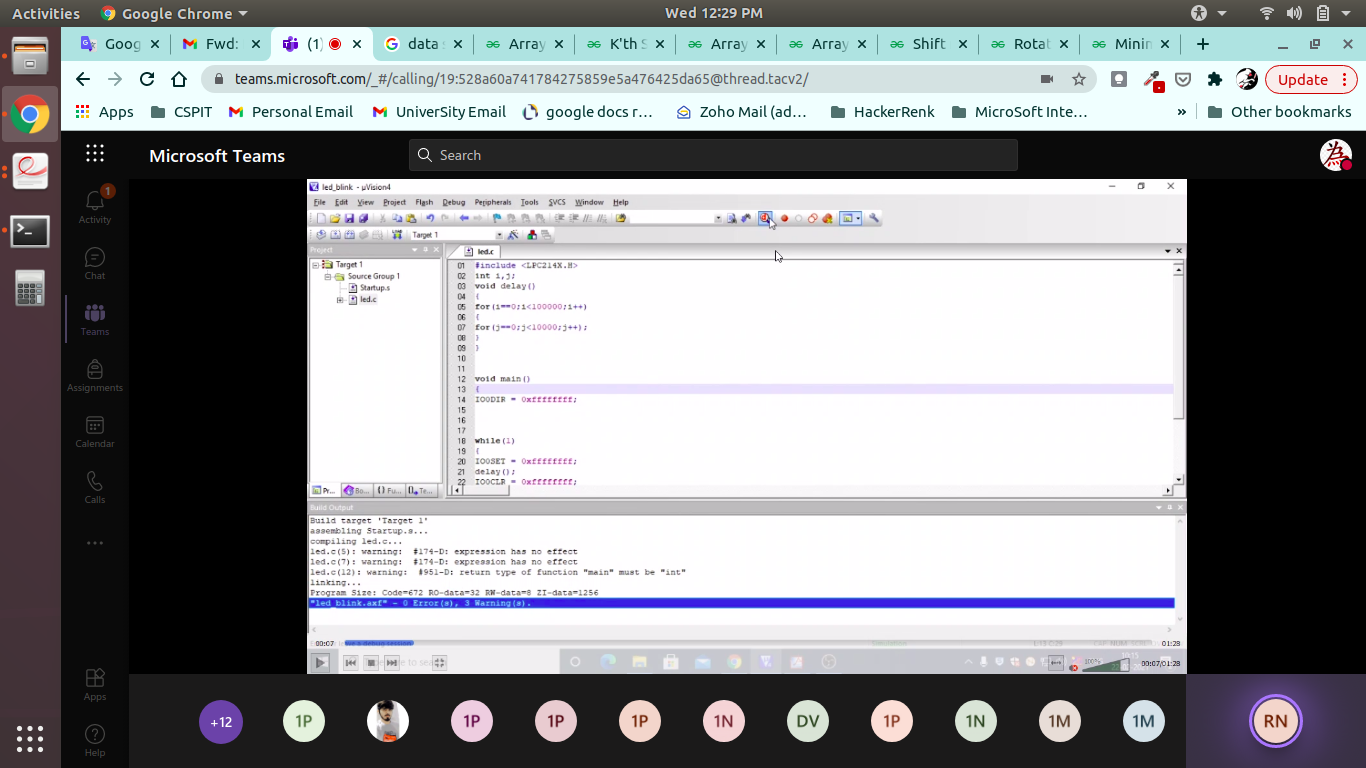 Activities
Google Chrome
Wed 12:29 PM
Goog
Fwd:
(1)
data s
Array
K'th S
Array
Array
Shift
Rotat
Minin
teams.microsoft.com/_#/calling/19:528a60a741784275859e5a476425da65@thread.tacv2/
Update
Apps
CSPIT
Personal Email
UniverSity Email
google docs r...
Zoho Mail (ad...
HackerRenk
MicroSoft Inte...
»
Other bookmarks
Microsoft Teams
Search
1
Activity
Chat
Teams
Assignments
Calendar
Calls
...
Apps
Help
led_blink - µVision4
File Edit View Project Flash Debug Peripherals Tools SVCS Window Help
Target 1
Project
Target 1
Source Group 1
Startup.s
led.c
Pr...
Bo...
{} Fu...
Te...
led.c
01 #include <LPC214X.H>
02 int i,j;
03 void delay()
04 {
05 for(i==0;i<100000;i++)
06 {
07 for(j==0;j<10000;j++);
08 }
09 }
10
11
12 void main()
13 {
14 IO0DIR = 0xffffffff;
15
16
17
18 while(1)
19 {
20 IO0SET = 0xffffffff;
21 delay();
22 IO0CLR = 0xffffffff;
Build Output
Build target 'Target 1'
assembling Startup.s...
compiling led.c...
led.c(5): warning: #174-D: expression has no effect
led.c(7): warning: #174-D: expression has no effect
led.c(12): warning: #951-D: return type of function "main" must be "int"
linking...
Program Size: Code=672 RO-data=32 RW-data=8 ZI-data=1256
"led_blink.axf" - 0 Error(s), 3 Warning(s).
00:07
01:28
100%
00:07/01:28
+12
1P
1P
1P
1P
1N
DV
1P
1N
1M
1M
RN